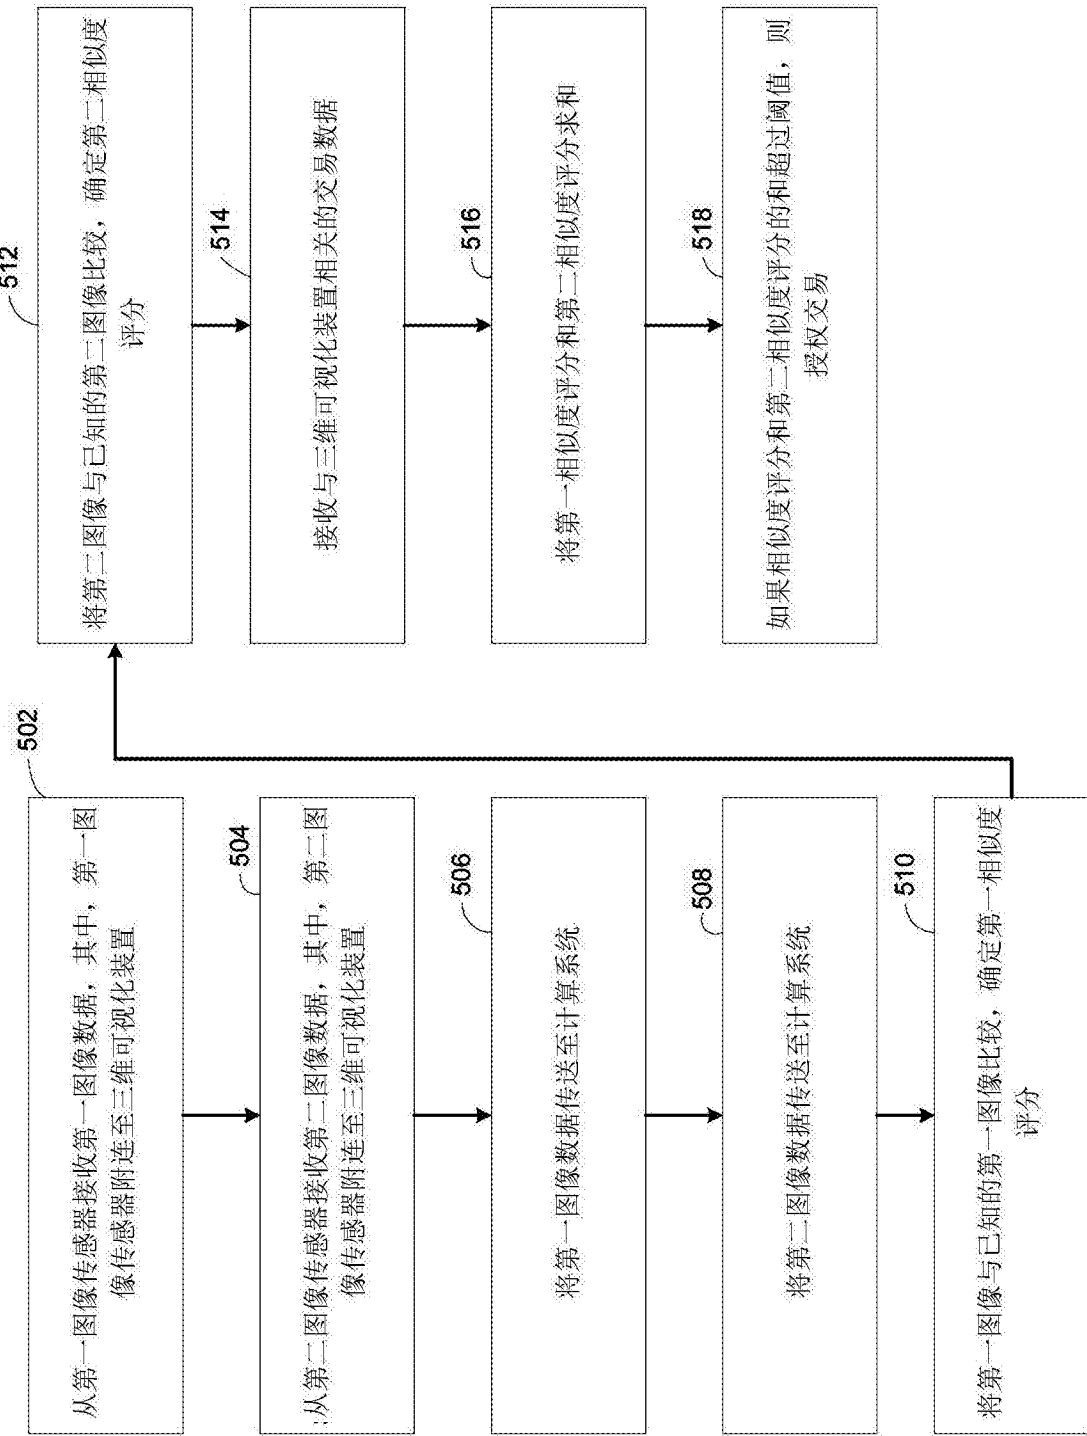 502
从第一图像传感器接收第一图像数据，其中，第一图
像传感器附连至三维可视化装置
504
从第二图像传感器接收第二图像数据，其中，第二图
像传感器附连至三维可视化装置
506
将第一图像数据传送至计算系统
508
将第二图像数据传送至计算系统
510
将第一图像与已知的第一图像比较，确定第一相似度
评分
512
将第二图像与已知的第二图像比较，确定第二相似度
评分
514
接收与三维可视化装置相关的交易数据
516
将第一相似度评分和第二相似度评分求和
518
如果相似度评分和第二相似度评分的和超过阈值，则
授权交易